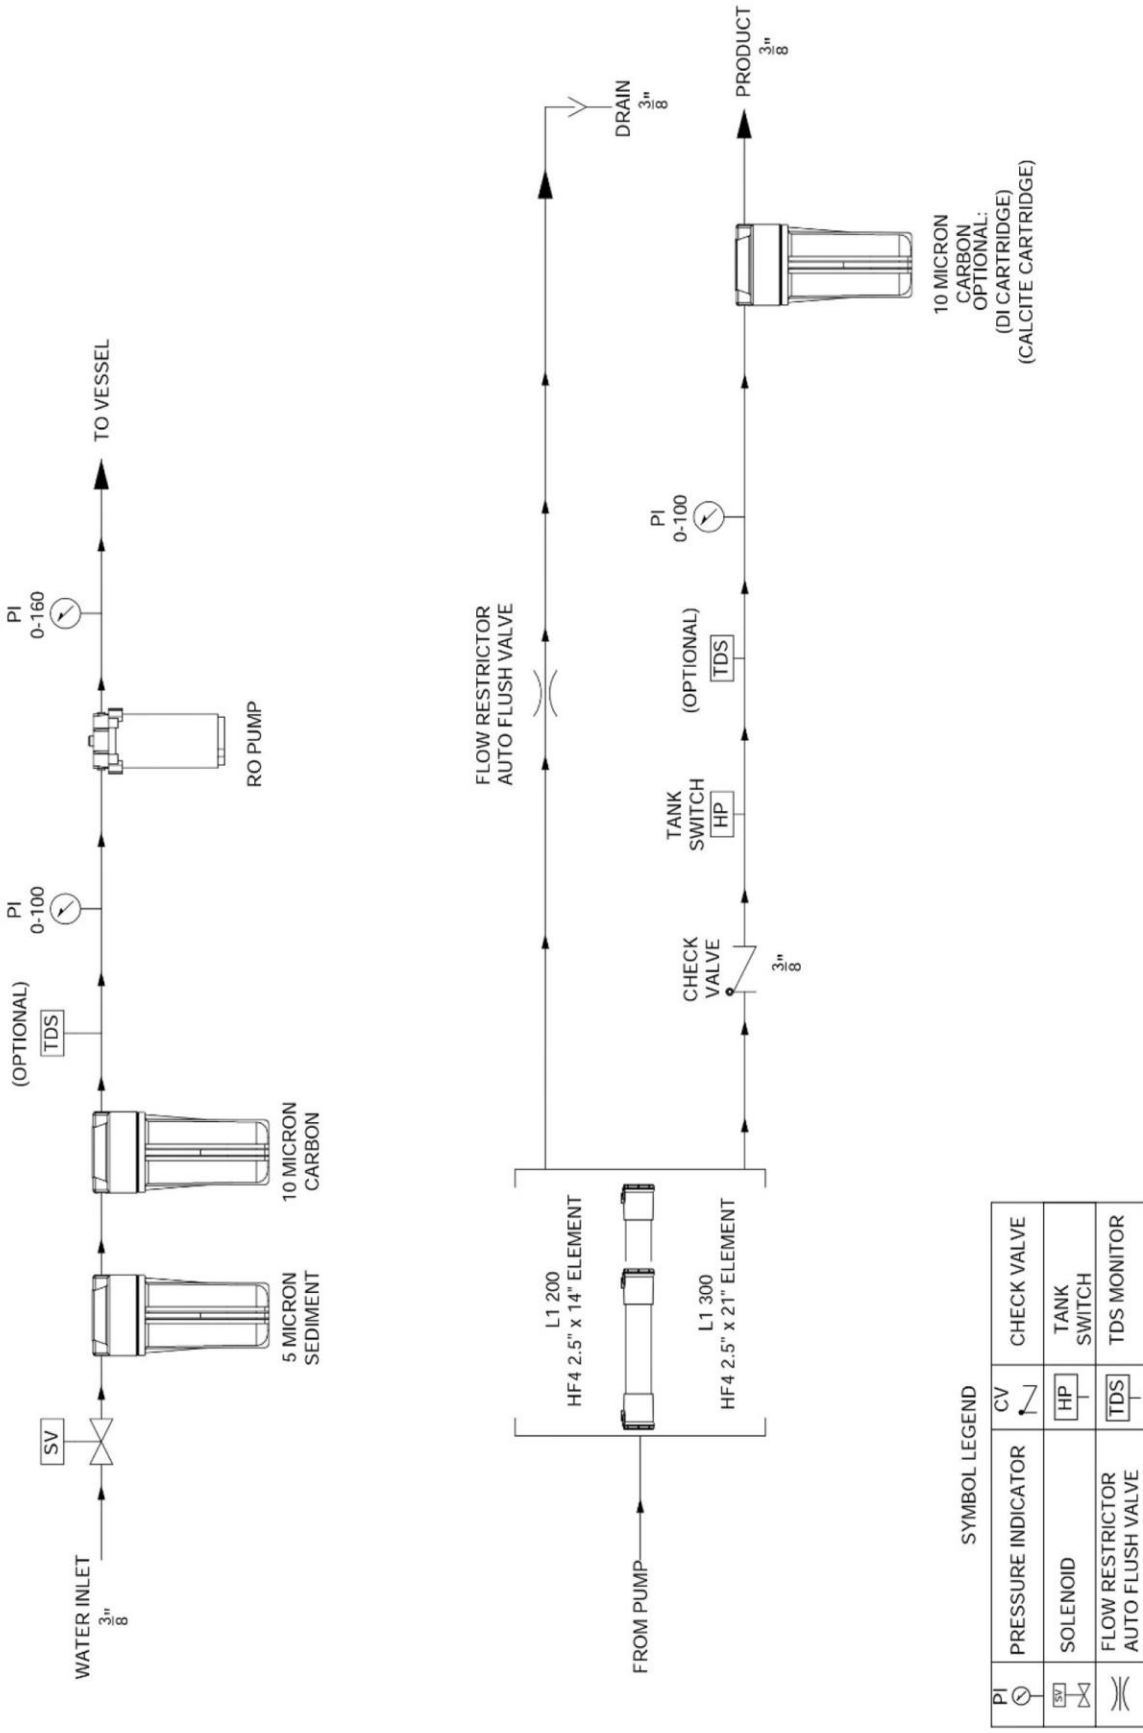 WATER INLET
3"
8
SV
5 MICRON
SEDIMENT
10 MICRON
CARBON
(OPTIONAL)
TDS
PI
0-100
RO PUMP
PI
0-160
TO VESSEL
FROM PUMP
L1 200
HF4 2.5" x 14" ELEMENT
L1 300
HF4 2.5" x 21" ELEMENT
FLOW RESTRICTOR
AUTO FLUSH VALVE
DRAIN
3"
8
CHECK
VALVE
3"
8
TANK
SWITCH
HP
(OPTIONAL)
TDS
PI
0-100
10 MICRON
CARBON
OPTIONAL:
(DI CARTRIDGE)
(CALCITE CARTRIDGE)
PRODUCT
3"
8
SYMBOL LEGEND
PI
PRESSURE INDICATOR
CV
CHECK VALVE
SV
SOLENOID
HP
TANK
SWITCH
FLOW RESTRICTOR
AUTO FLUSH VALVE
TDS
TDS MONITOR